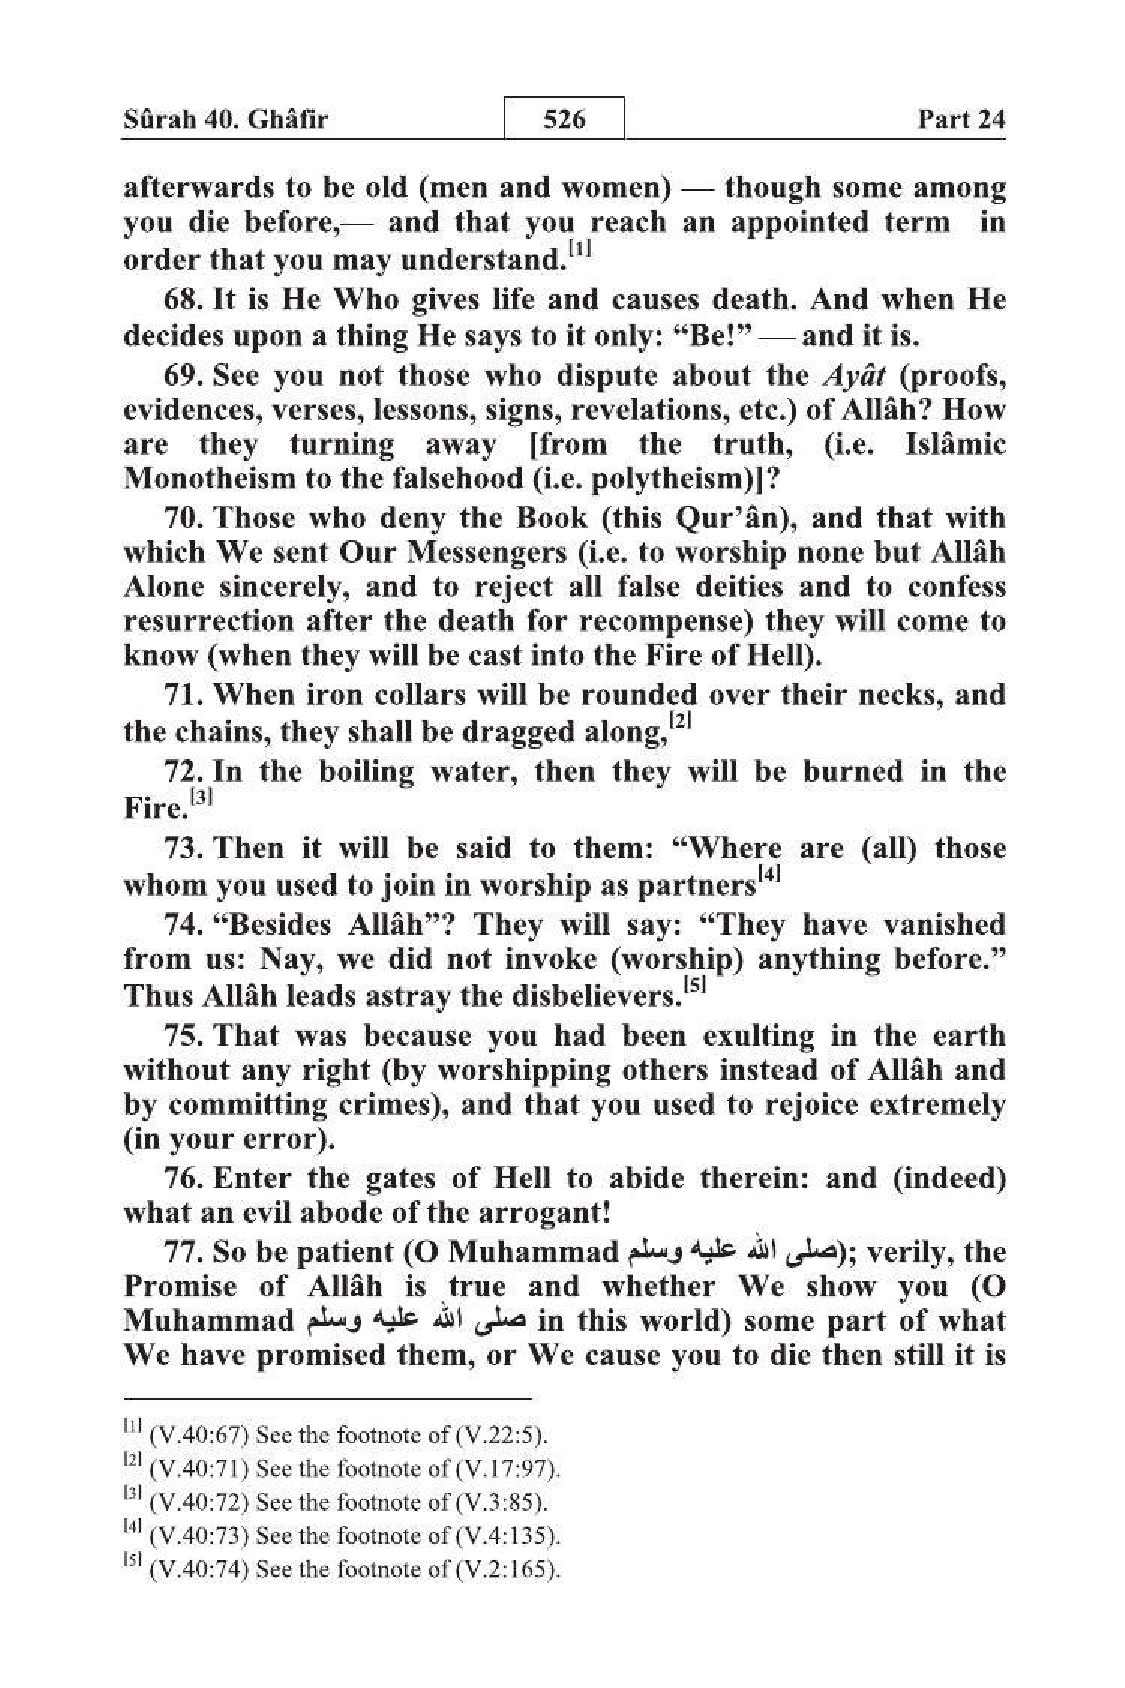 Sûrah 40. Ghâfir 526 Part 24
afterwards to be old (men and women) — though some among
you die before,— and that you reach an appointed term in
order that you may understand.[1]
68. It is He Who gives life and causes death. And when He
decides upon a thing He says to it only: “Be!” — and it is.
69. See you not those who dispute about the Ayât (proofs,
evidences, verses, lessons, signs, revelations, etc.) of Allâh? How
are they turning away [from the truth, (i.e. Islâmic
Monotheism to the falsehood (i.e. polytheism)]?
70. Those who deny the Book (this Qur’ân), and that with
which We sent Our Messengers (i.e. to worship none but Allâh
Alone sincerely, and to reject all false deities and to confess
resurrection after the death for recompense) they will come to
know (when they will be cast into the Fire of Hell).
71. When iron collars will be rounded over their necks, and
the chains, they shall be dragged along,[2]
72. In the boiling water, then they will be burned in the
Fire.[3]
73. Then it will be said to them: “Where are (all) those
whom you used to join in worship as partners[4]
74. “Besides Allâh”? They will say: “They have vanished
from us: Nay, we did not invoke (worship) anything before.”
Thus Allâh leads astray the disbelievers.[5]
75. That was because you had been exulting in the earth
without any right (by worshipping others instead of Allâh and
by committing crimes), and that you used to rejoice extremely
(in your error).
76. Enter the gates of Hell to abide therein: and (indeed)
what an evil abode of the arrogant!
77. So be patient (O Muhammad صلى الله عليه وسلم); verily, the
Promise of Allâh is true and whether We show you (O
Muhammad صلى الله عليه وسلم in this world) some part of what
We have promised them, or We cause you to die then still it is
[1] (V.40:67) See the footnote of (V.22:5).
[2] (V.40:71) See the footnote of (V.17:97).
[3] (V.40:72) See the footnote of (V.3:85).
[4] (V.40:73) See the footnote of (V.4:135).
[5] (V.40:74) See the footnote of (V.2:165).